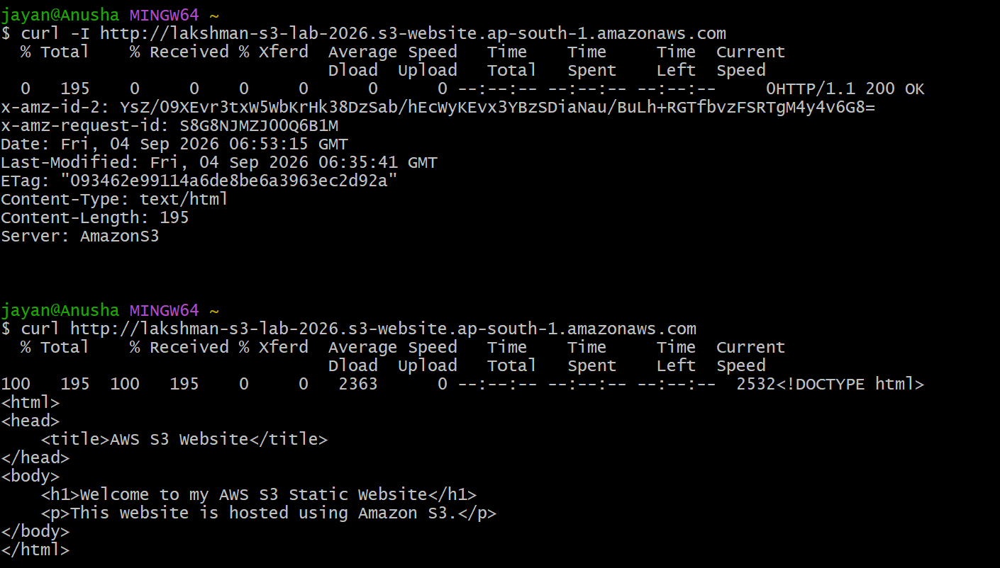 jayan@Anusha MINGW64 ~
$ curl -I http://lakshman-s3-lab-2026.s3-website.ap-south-1.amazonaws.com
  % Total    % Received % Xferd  Average Speed   Time    Time     Time  Current
                                 Dload  Upload   Total   Spent    Left  Speed
  0   195    0     0    0     0      0      0 --:--:-- --:--:-- --:--:--     0HTTP/1.1 200 OK
x-amz-id-2: YsZ/O9XEvr3txW5WbKrHk38DzSab/hEcWyKEvx3YBzSDiaNau/BuLh+RGTfbvzFSRTgM4y4v6G8=
x-amz-request-id: S8G8NJMZJ0OQ6B1M
Date: Fri, 04 Sep 2026 06:53:15 GMT
Last-Modified: Fri, 04 Sep 2026 06:35:41 GMT
ETag: "093462e99114a6de8be6a3963ec2d92a"
Content-Type: text/html
Content-Length: 195
Server: AmazonS3
jayan@Anusha MINGW64 ~
$ curl http://lakshman-s3-lab-2026.s3-website.ap-south-1.amazonaws.com
  % Total    % Received % Xferd  Average Speed   Time    Time     Time  Current
                                 Dload  Upload   Total   Spent    Left  Speed
100   195  100   195    0     0   2363      0 --:--:-- --:--:-- --:--:--  2532<!DOCTYPE html>
<html>
<head>
    <title>AWS S3 Website</title>
</head>
<body>
    <h1>Welcome to my AWS S3 Static Website</h1>
    <p>This website is hosted using Amazon S3.</p>
</body>
</html>